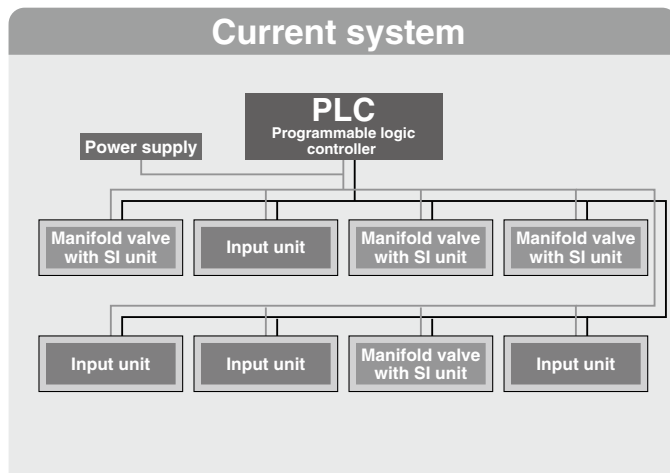 Current system
PLC
Programmable logic
controller
Power supply
Manifold valve
with SI unit
Input unit
Manifold valve
with SI unit
Manifold valve
with SI unit
Input unit
Input unit
Manifold valve
with SI unit
Input unit